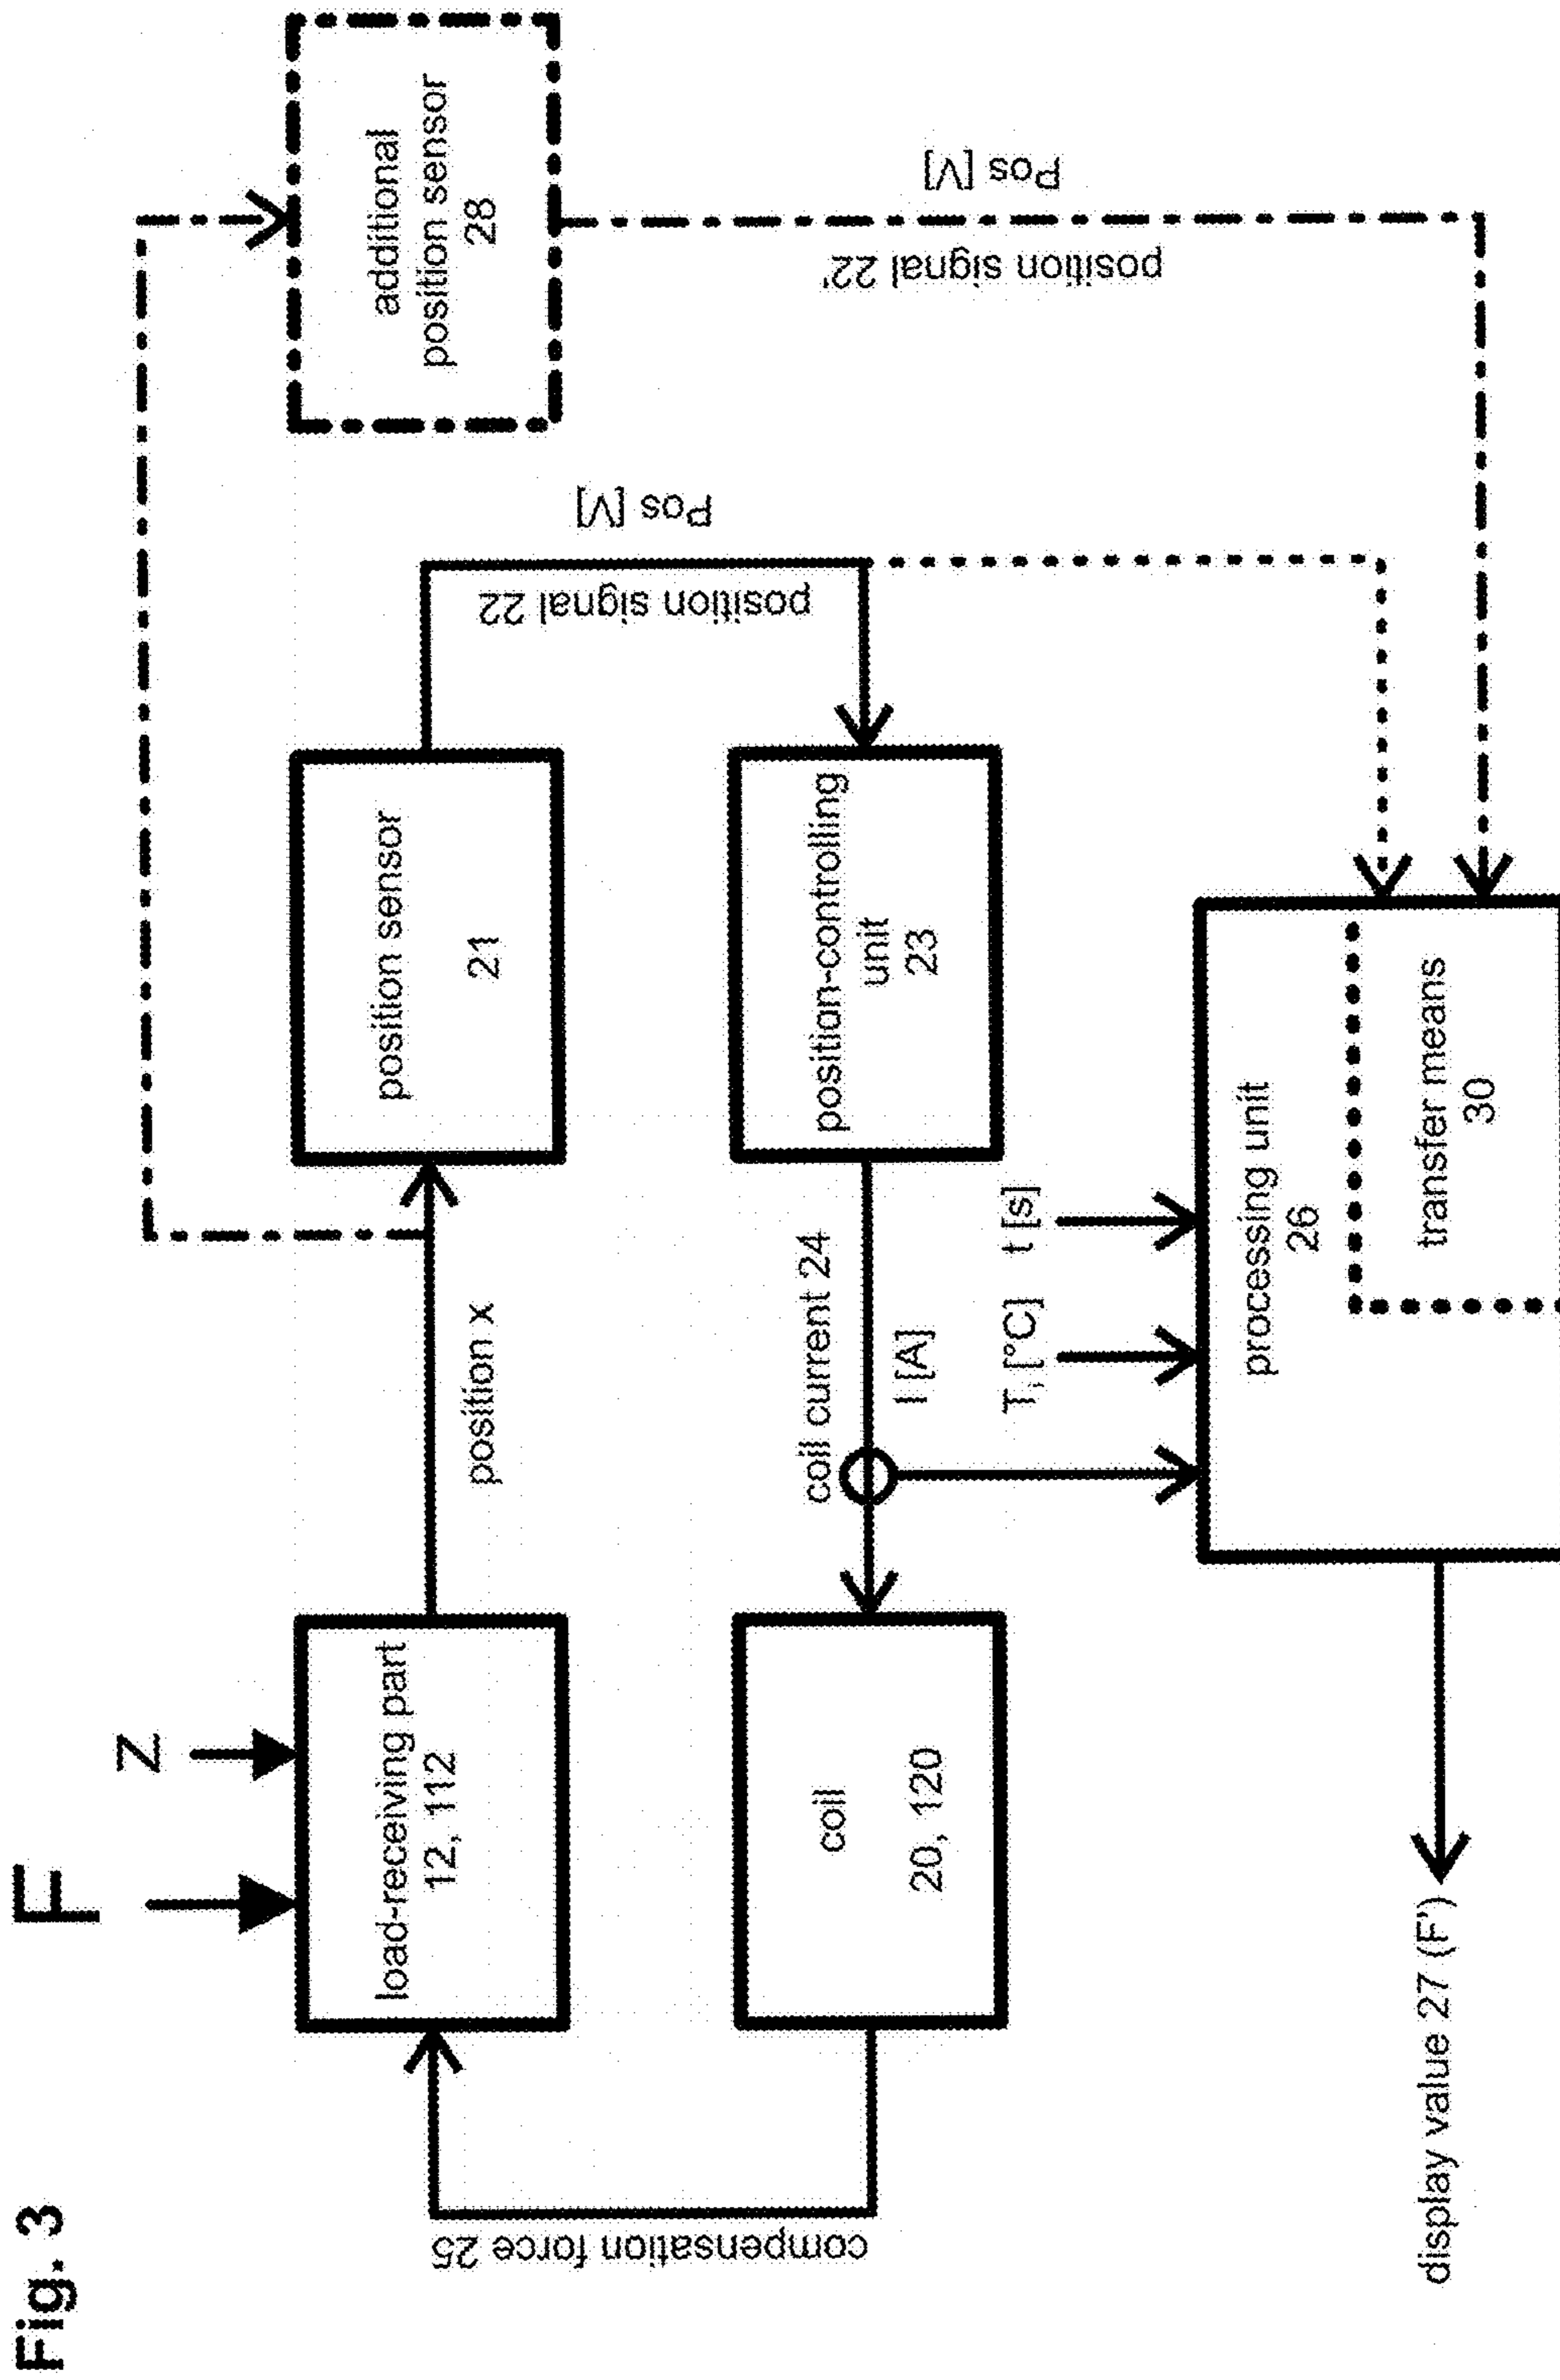 Fig. 3
F
Z
load-receiving part
12, 112
position x
position sensor
21
additional
position sensor
28
compensation force 25
position signal 22
Pos [V]
position signal 22'
Pos [V]
coil
20, 120
coil current 24
I [A]
position-controlling
unit
23
Ti [°C]
t [s]
processing unit
26
transfer means
30
display value 27 (F')